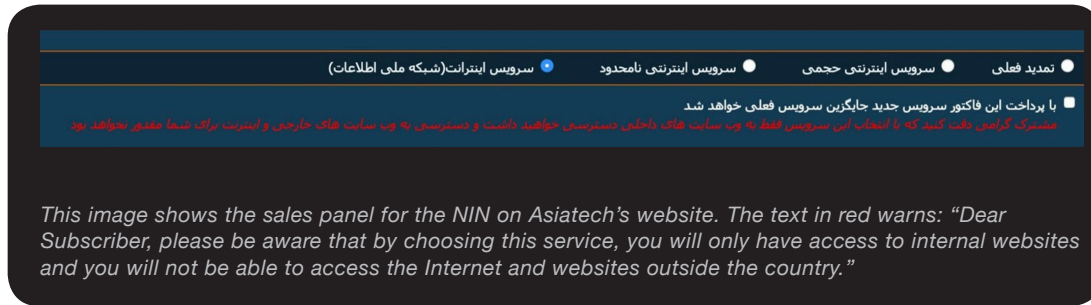 تمدید فعلی سرویس اینترنتی حجمی سرویس اینترنتی نامحدود سرویس اینترانت(شبکه ملی اطلاعات)
با پرداخت این فاکتور سرویس جدید جایگزین سرویس فعلی خواهد شد
مشترک گرامی دقت کنید که با انتخاب این سرویس فقط به وب سایت های داخلی دسترسی خواهید داشت و دسترسی به وب سایت های خارجی و اینترنت برای شما مقدور نخواهد بود
This image shows the sales panel for the NIN on Asiatech’s website. The text in red warns: “Dear
Subscriber, please be aware that by choosing this service, you will only have access to internal websites
and you will not be able to access the Internet and websites outside the country.”